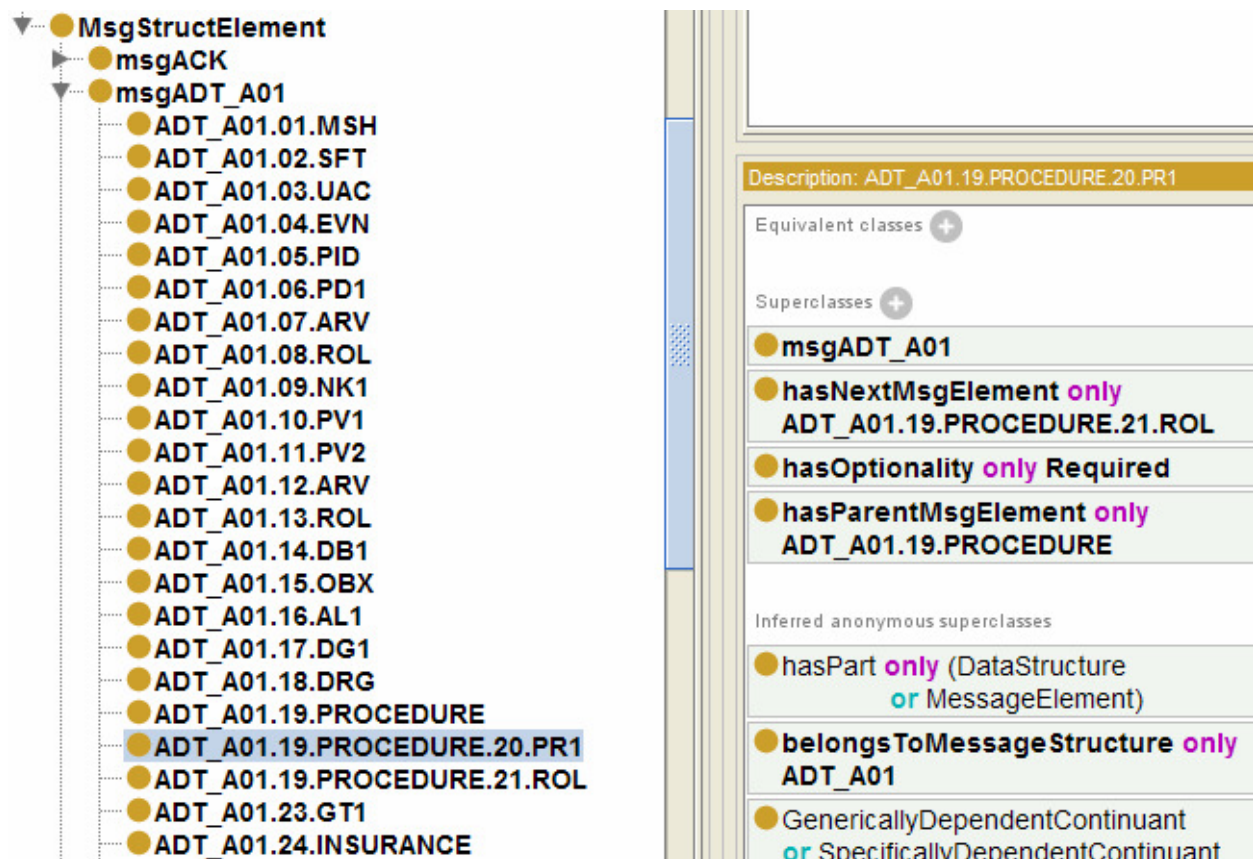 MsgStructElement
msgACK
msgADT_A01
ADT_A01.01.MSH
ADT_A01.02.SFT
ADT_A01.03.UAC
ADT_A01.04.EVN
ADT_A01.05.PID
ADT_A01.06.PD1
ADT_A01.07.ARV
ADT_A01.08.ROL
ADT_A01.09.NK1
ADT_A01.10.PV1
ADT_A01.11.PV2
ADT_A01.12.ARV
ADT_A01.13.ROL
ADT_A01.14.DB1
ADT_A01.15.OBX
ADT_A01.16.AL1
ADT_A01.17.DG1
ADT_A01.18.DRG
ADT_A01.19.PROCEDURE
ADT_A01.19.PROCEDURE.20.PR1
ADT_A01.19.PROCEDURE.21.ROL
ADT_A01.23.GT1
ADT_A01.24.INSURANCE
Description: ADT_A01.19.PROCEDURE.20.PR1
Equivalent classes
Superclasses
msgADT_A01
hasNextMsgElement only
ADT_A01.19.PROCEDURE.21.ROL
hasOptionality only Required
hasParentMsgElement only
ADT_A01.19.PROCEDURE
Inferred anonymous superclasses
hasPart only (DataStructure
or MessageElement)
belongsToMessageStructure only
ADT_A01
GenericallyDependentContinuant
or SpecificallyDependentContinuant